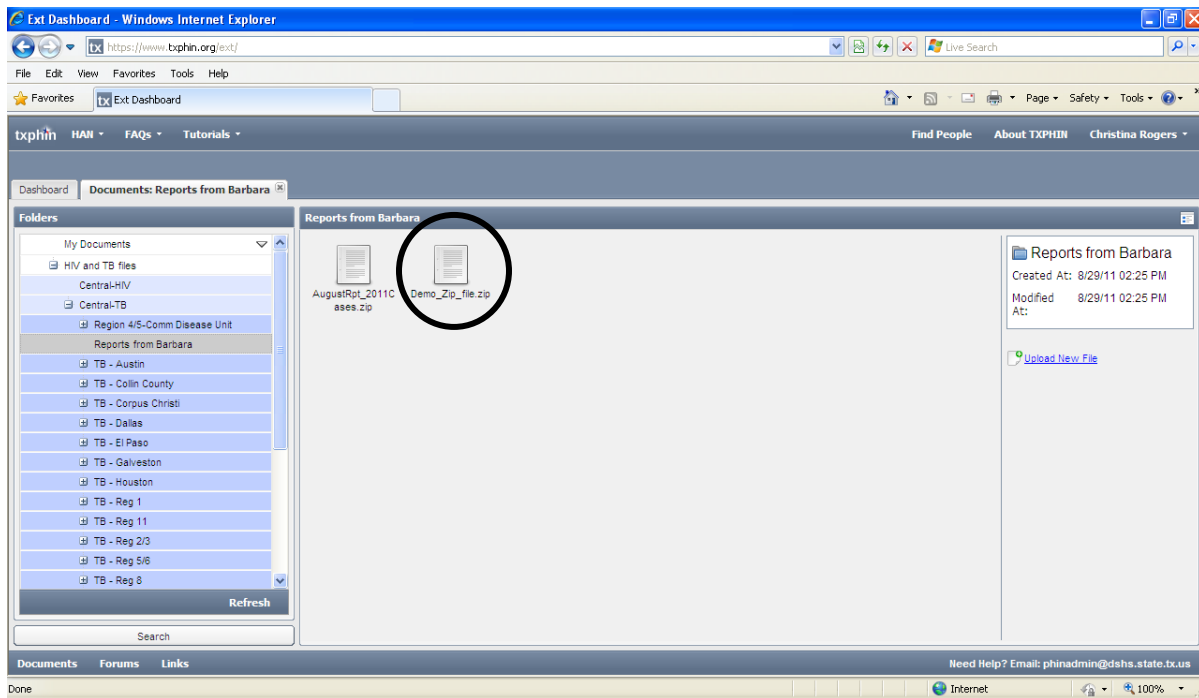 Ext Dashboard - Windows Internet Explorer
tx https://www.txphin.org/ext/ Live Search
File Edit View Favorites Tools Help
Favorites tx Ext Dashboard Page Safety Tools
txphin HAN FAQs Tutorials Find People About TXPHIN Christina Rogers
Dashboard Documents: Reports from Barbara
Folders
My Documents
HIV and TB files
Central-HIV
Central-TB
Region 4/5-Comm Disease Unit
Reports from Barbara
TB - Austin
TB - Collin County
TB - Corpus Christi
TB - Dallas
TB - El Paso
TB - Galveston
TB - Houston
TB - Reg 1
TB - Reg 11
TB - Reg 2/3
TB - Reg 5/6
TB - Reg 8
Refresh
Search
Reports from Barbara
AugustRpt_2011C
ases.zip
Demo_Zip_file.zip
Reports from Barbara
Created At: 8/29/11 02:25 PM
Modified 8/29/11 02:25 PM
At:
Upload New File
Documents Forums Links Need Help? Email: phinadmin@dshs.state.tx.us
Done Internet 100%